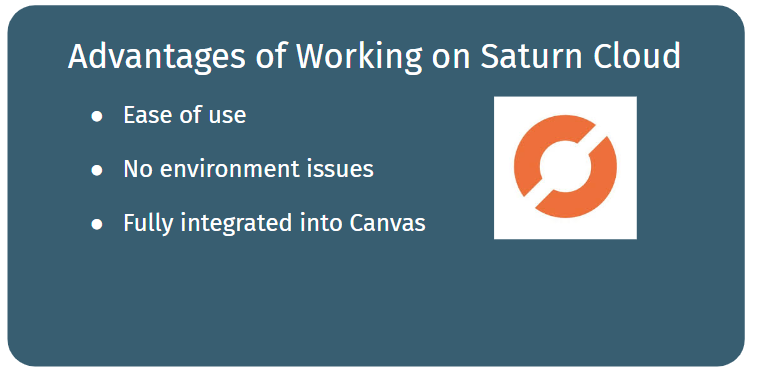 Advantages of Working on Saturn Cloud
● Ease of use
● No environment issues
● Fully integrated into Canvas